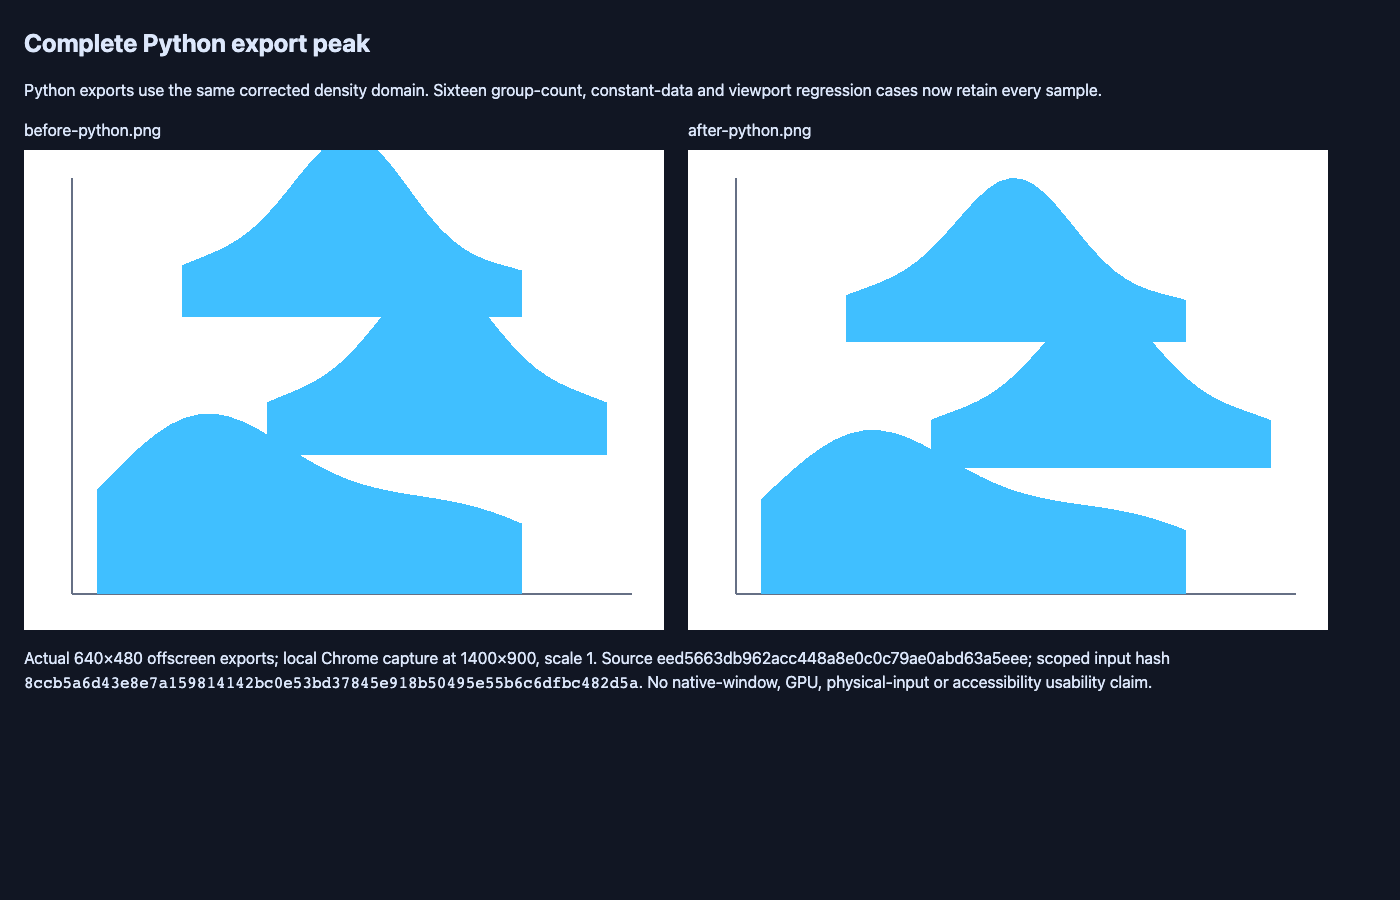 Complete Python export peak
Python exports use the same corrected density domain. Sixteen group-count, constant-data and viewport regression cases now retain every sample.
before-python.png
after-python.png
Actual 640×480 offscreen exports; local Chrome capture at 1400×900, scale 1. Source eed5663db962acc448a8e0c0c79ae0abd63a5eee; scoped input hash
8ccb5a6d43e8e7a159814142bc0e53bd37845e918b50495e55b6c6dfbc482d5a. No native-window, GPU, physical-input or accessibility usability claim.